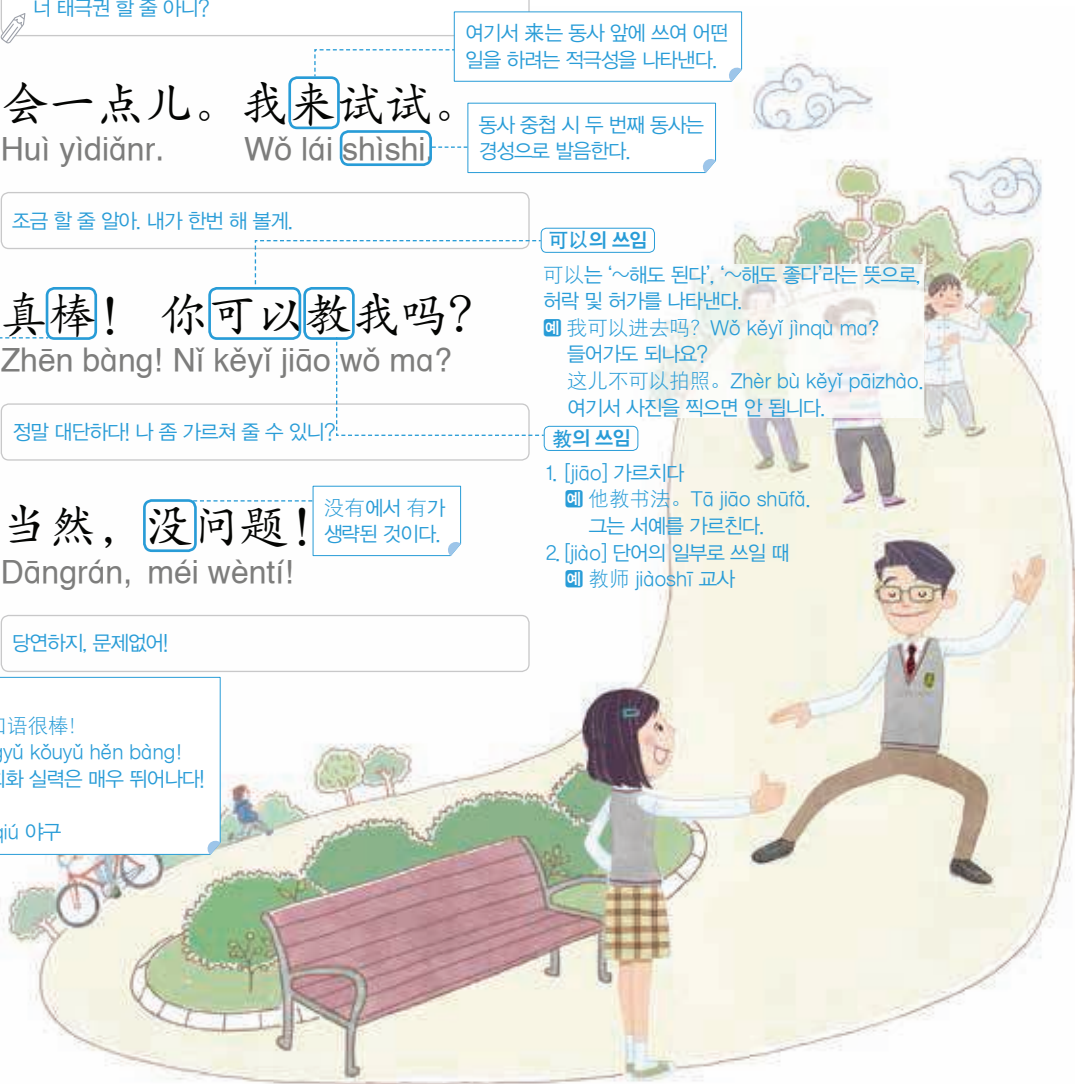 너 태극권 할 줄 아니?
여기서 来는 동사 앞에 쓰여 어떤
일을 하려는 적극성을 나타낸다.
会一点儿。 我来试试。
Huì yìdiǎnr. Wǒ lái shìshi.
동사 중첩 시 두 번째 동사는
경성으로 발음한다.
조금 할 줄 알아. 내가 한번 해 볼게.
可以의 쓰임
可以는 ‘~해도 된다’, ‘~해도 좋다’라는 뜻으로,
허락 및 허가를 나타낸다.
예 我可以进去吗? Wǒ kěyǐ jìnqù ma?
들어가도 되나요?
这儿不可以拍照。 Zhèr bù kěyǐ pāizhào.
여기서 사진을 찍으면 안 됩니다.
真棒! 你可以教我吗?
Zhēn bàng! Nǐ kěyǐ jiāo wǒ ma?
정말 대단하다! 나 좀 가르쳐 줄 수 있니?
教의 쓰임
1. [jiāo] 가르치다
예 他教书法。 Tā jiāo shūfǎ.
그는 서예를 가르친다.
2. [jiào] 단어의 일부로 쓰일 때
예 教师 jiàoshī 교사
当然, 没问题!
Dāngrán, méi wèntí!
没有에서 有가
생략된 것이다.
당연하지, 문제없어!
语很棒!
yǔ kǒuyǔ hěn bàng!
실력은 매우 뛰어나다!
야구